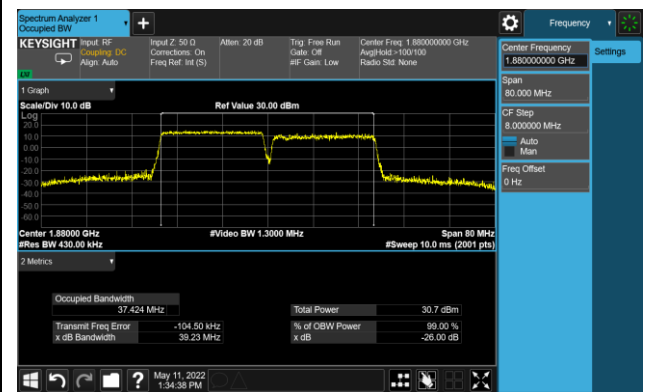 Spectrum Analyzer 1
Occupied BW
+
Frequency
KEYSIGHT
Input: RF
Coupling: DC
Align: Auto
Input Z: 50 Ω
Corrections: On
Freq Ref: Int (S)
Atten: 20 dB
Trig: Free Run
Gate: Off
#IF Gain: Low
Center Freq: 1.880000000 GHz
Avg|Hold:>100/100
Radio Std: None
LXI
Center Frequency
1.880000000 GHz
Settings
Span
80.000 MHz
CF Step
8.000000 MHz
Auto
Man
Freq Offset
0 Hz
1 Graph
Scale/Div 10.0 dB
Ref Value 30.00 dBm
Log
20.0
10.0
0.00
-10.0
-20.0
-30.0
-40.0
-50.0
-60.0
Center 1.88000 GHz
#Video BW 1.3000 MHz
Span 80 MHz
#Res BW 430.00 kHz
#Sweep 10.0 ms (2001 pts)
2 Metrics
Occupied Bandwidth
37.424 MHz
Total Power
30.7 dBm
Transmit Freq Error
-104.50 kHz
% of OBW Power
99.00 %
x dB Bandwidth
39.23 MHz
x dB
-26.00 dB
?
May 11, 2022
1:34:38 PM